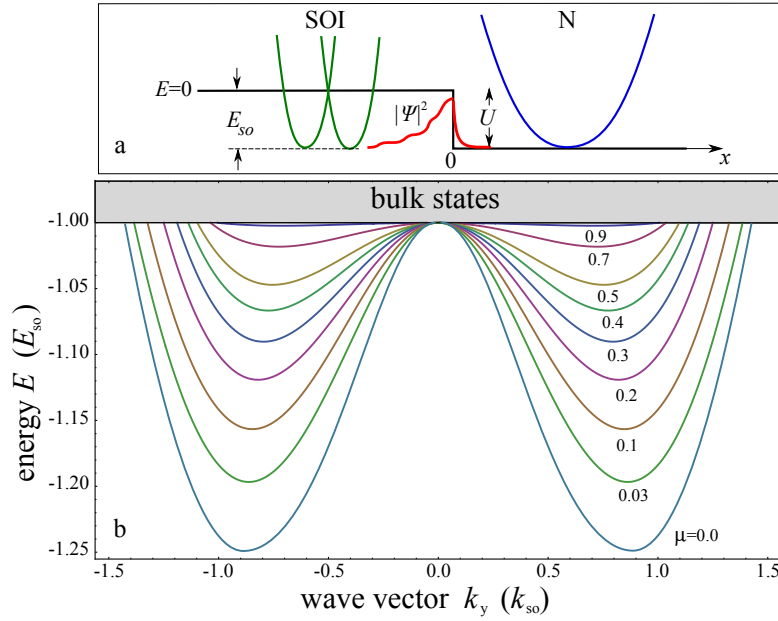 SOI N
E=0
E_so |Ψ|² U
a 0 x
bulk states
-1.00
0.9
0.7
-1.05
0.5
0.4
-1.10
0.3
0.2
-1.15
0.1
-1.20
0.03
b μ=0.0
-1.25
energy E (E_so)
-1.5 -1.0 -0.5 0.0 0.5 1.0 1.5
wave vector k_y (k_so)